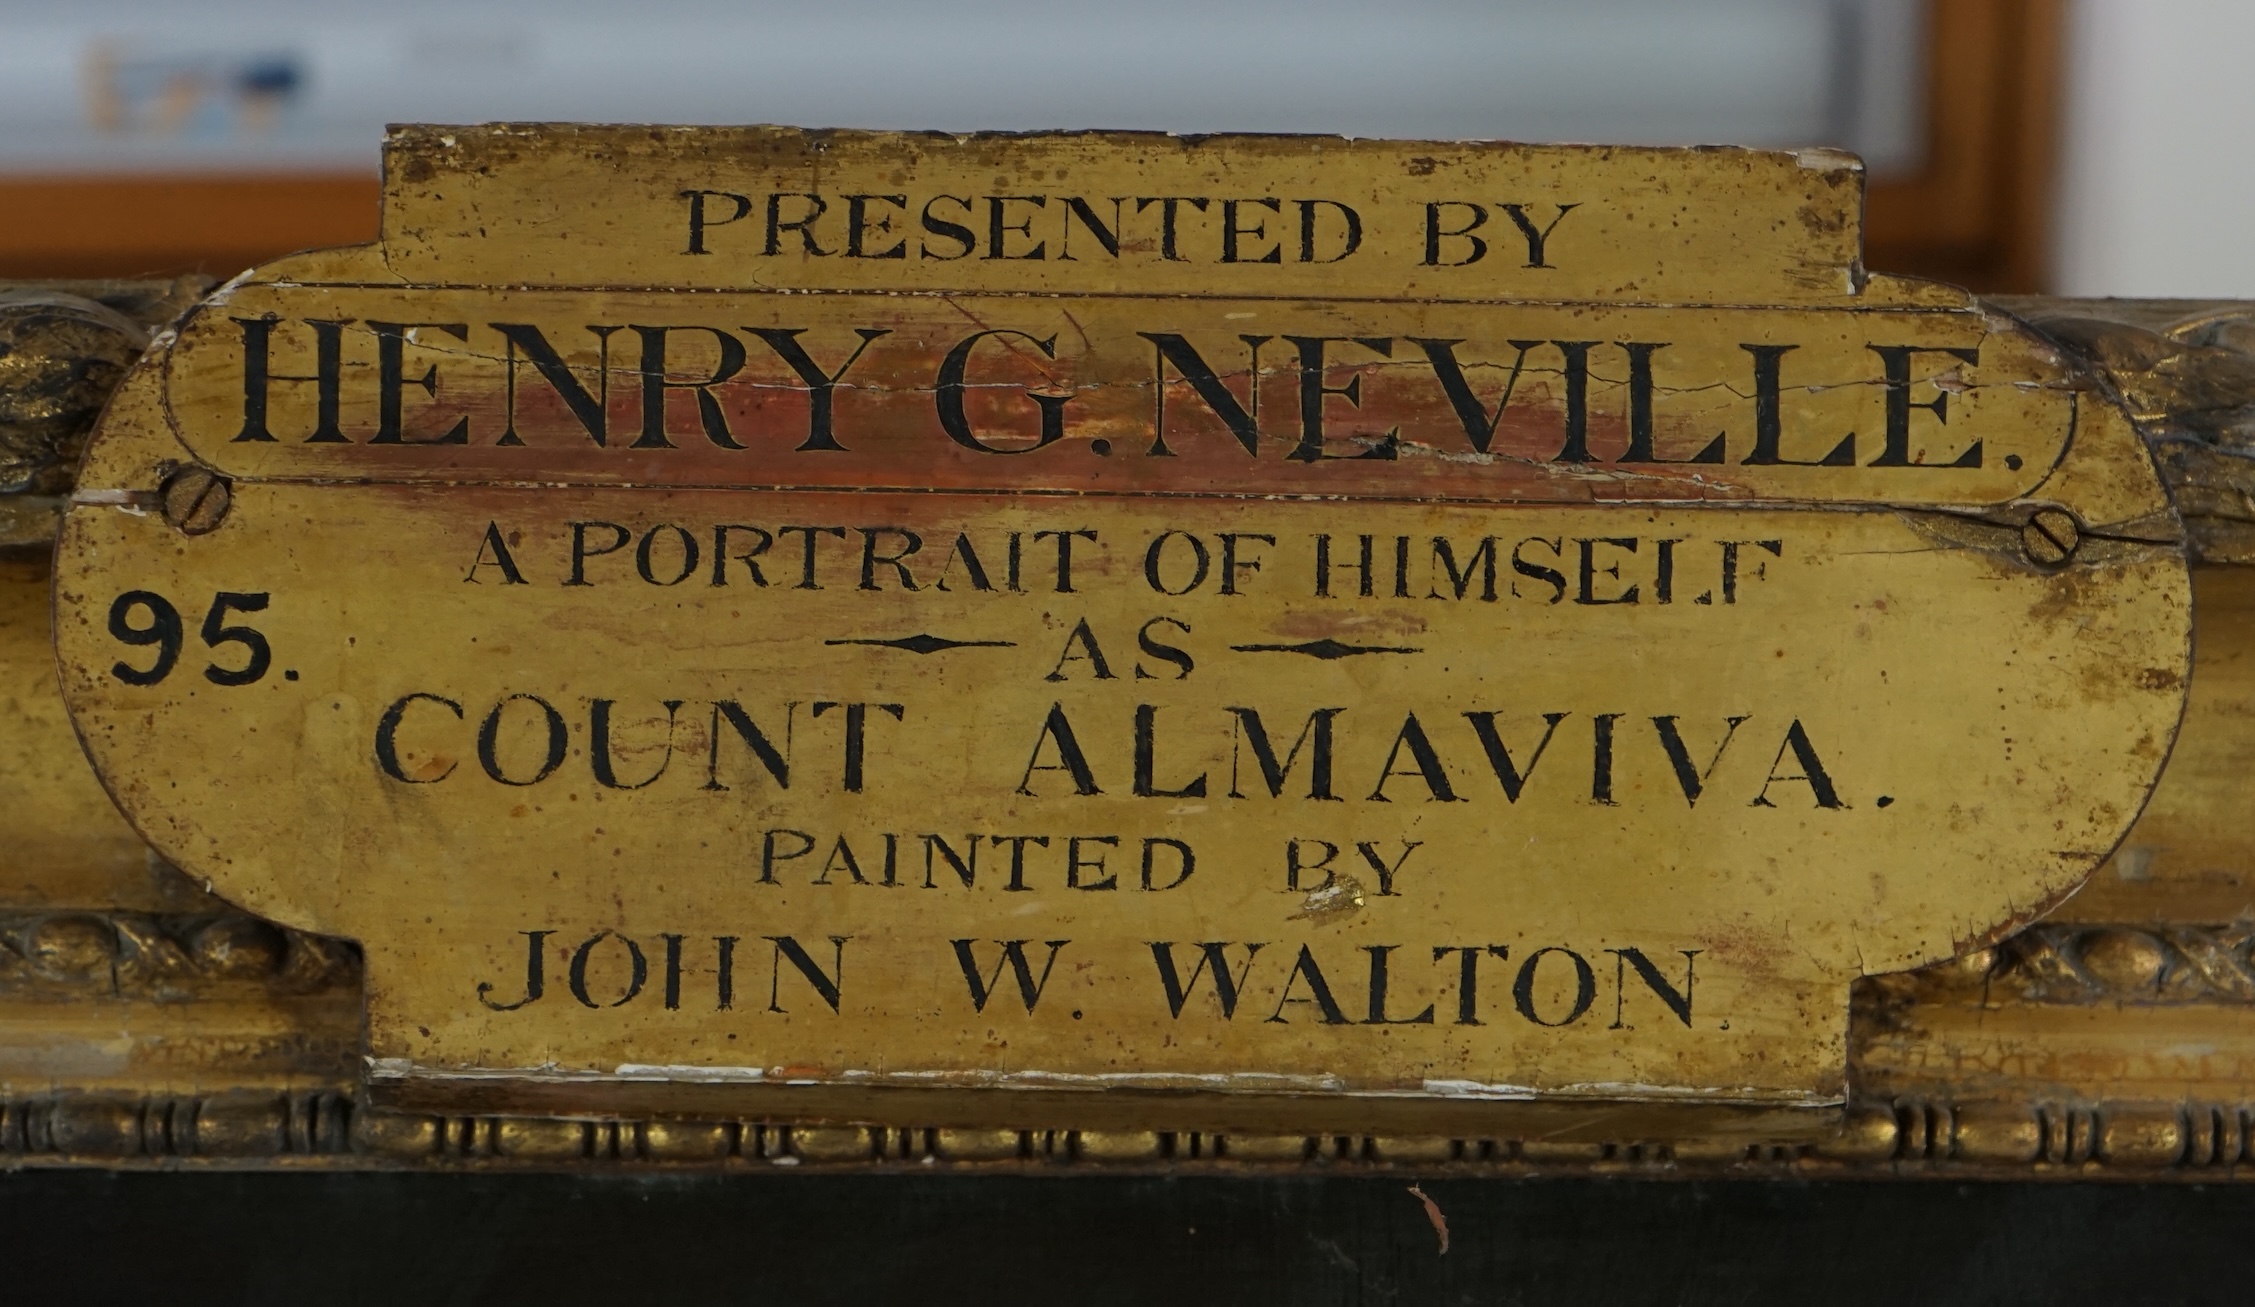 PRESENTED BY
HENRY G. NEVILLE.
A PORTRAIT OF HIMSELF
95.
AS
COUNT ALMAVIVA.
PAINTED BY
JOHN W. WALTON.